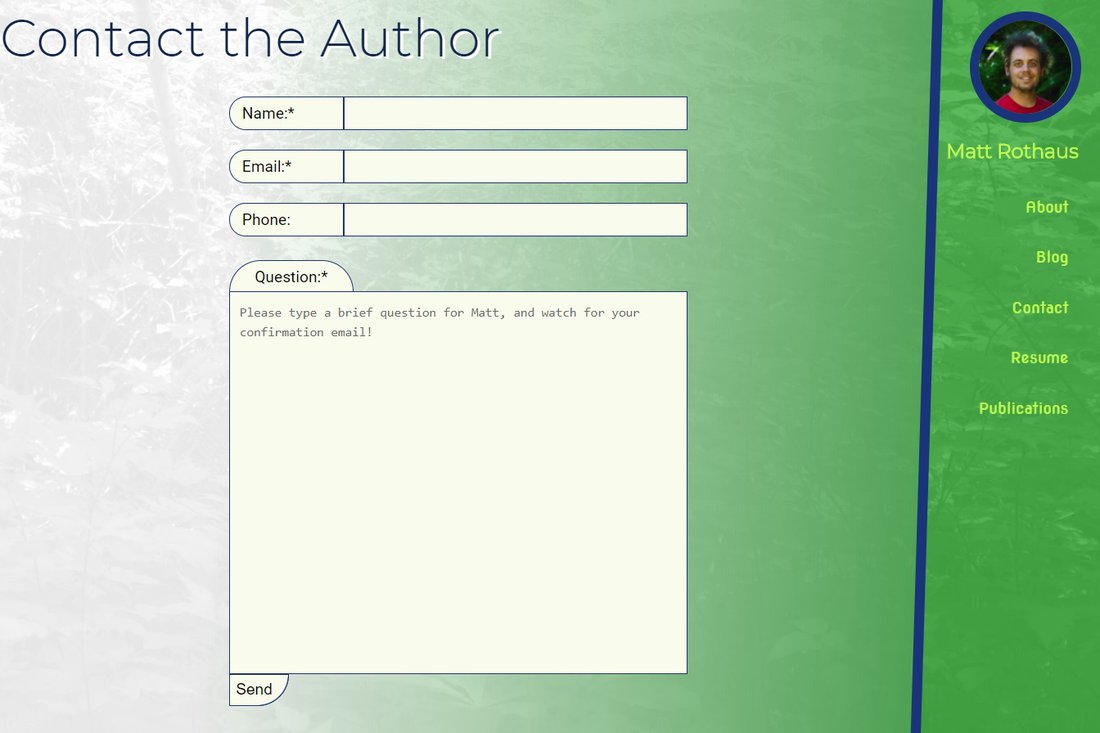 Contact the Author
Name:*
Email:*
Phone:
Question:*
Please type a brief question for Matt, and watch for your
confirmation email!
Send
Matt Rothaus
About
Blog
Contact
Resume
Publications